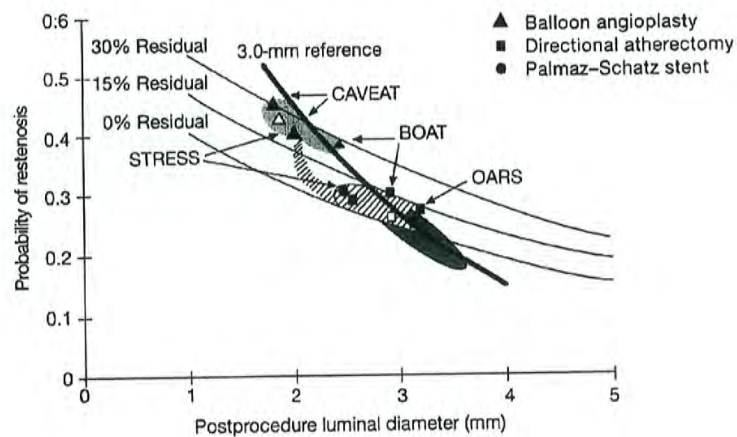 0:6
30% Residual
3.0-mm reference
▲ Balloon angioplasty
■ Directional atherectomy
● Palmaz–Schatz stent
0.5
15% Residual
CAVEAT
0% Residual
0.4
BOAT
STRESS
OARS
0.3
0.2
0.1
0
Probability of restenosis
0 1 2 3 4 5
Postprocedure luminal diameter (mm)